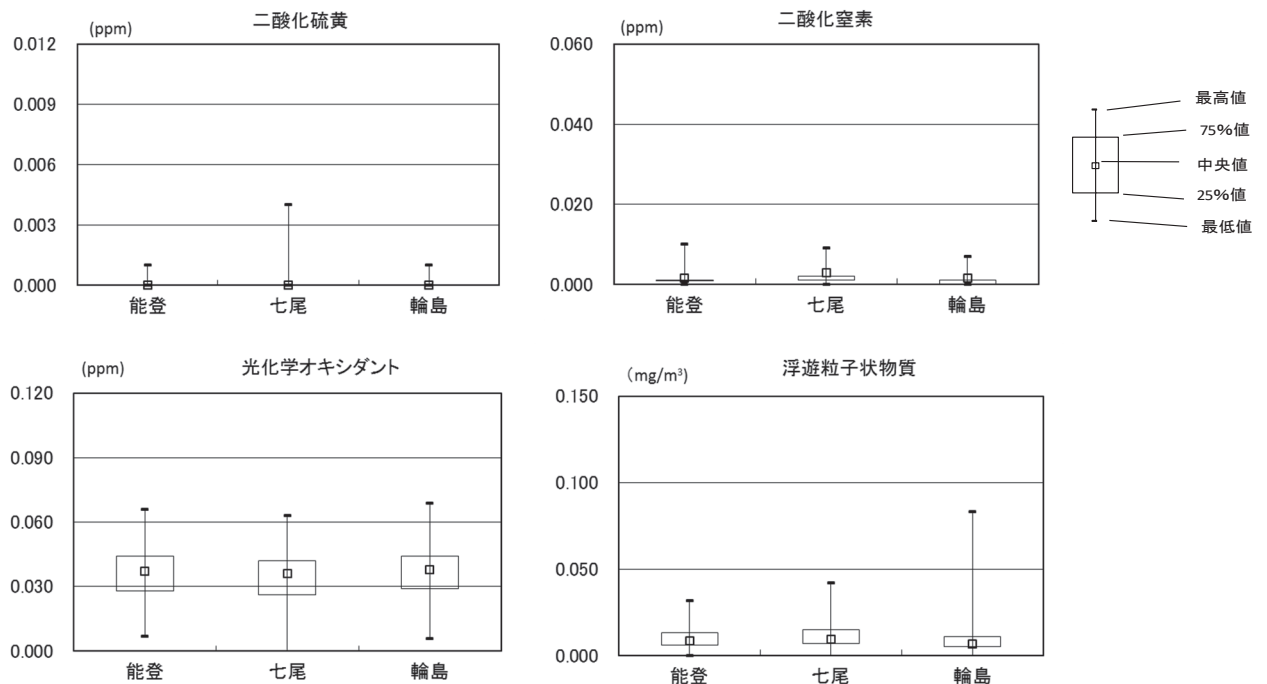 二酸化硫黄
(ppm)
0.012
0.009
0.006
0.003
0.000
能登 七尾 輪島
二酸化窒素
(ppm)
0.060
0.040
0.020
0.000
能登 七尾 輪島
最高値
75%値
中央値
25%値
最低値
光化学オキシダント
(ppm)
0.120
0.090
0.060
0.030
0.000
能登 七尾 輪島
浮遊粒子状物質
(mg/m³)
0.150
0.100
0.050
0.000
能登 七尾 輪島